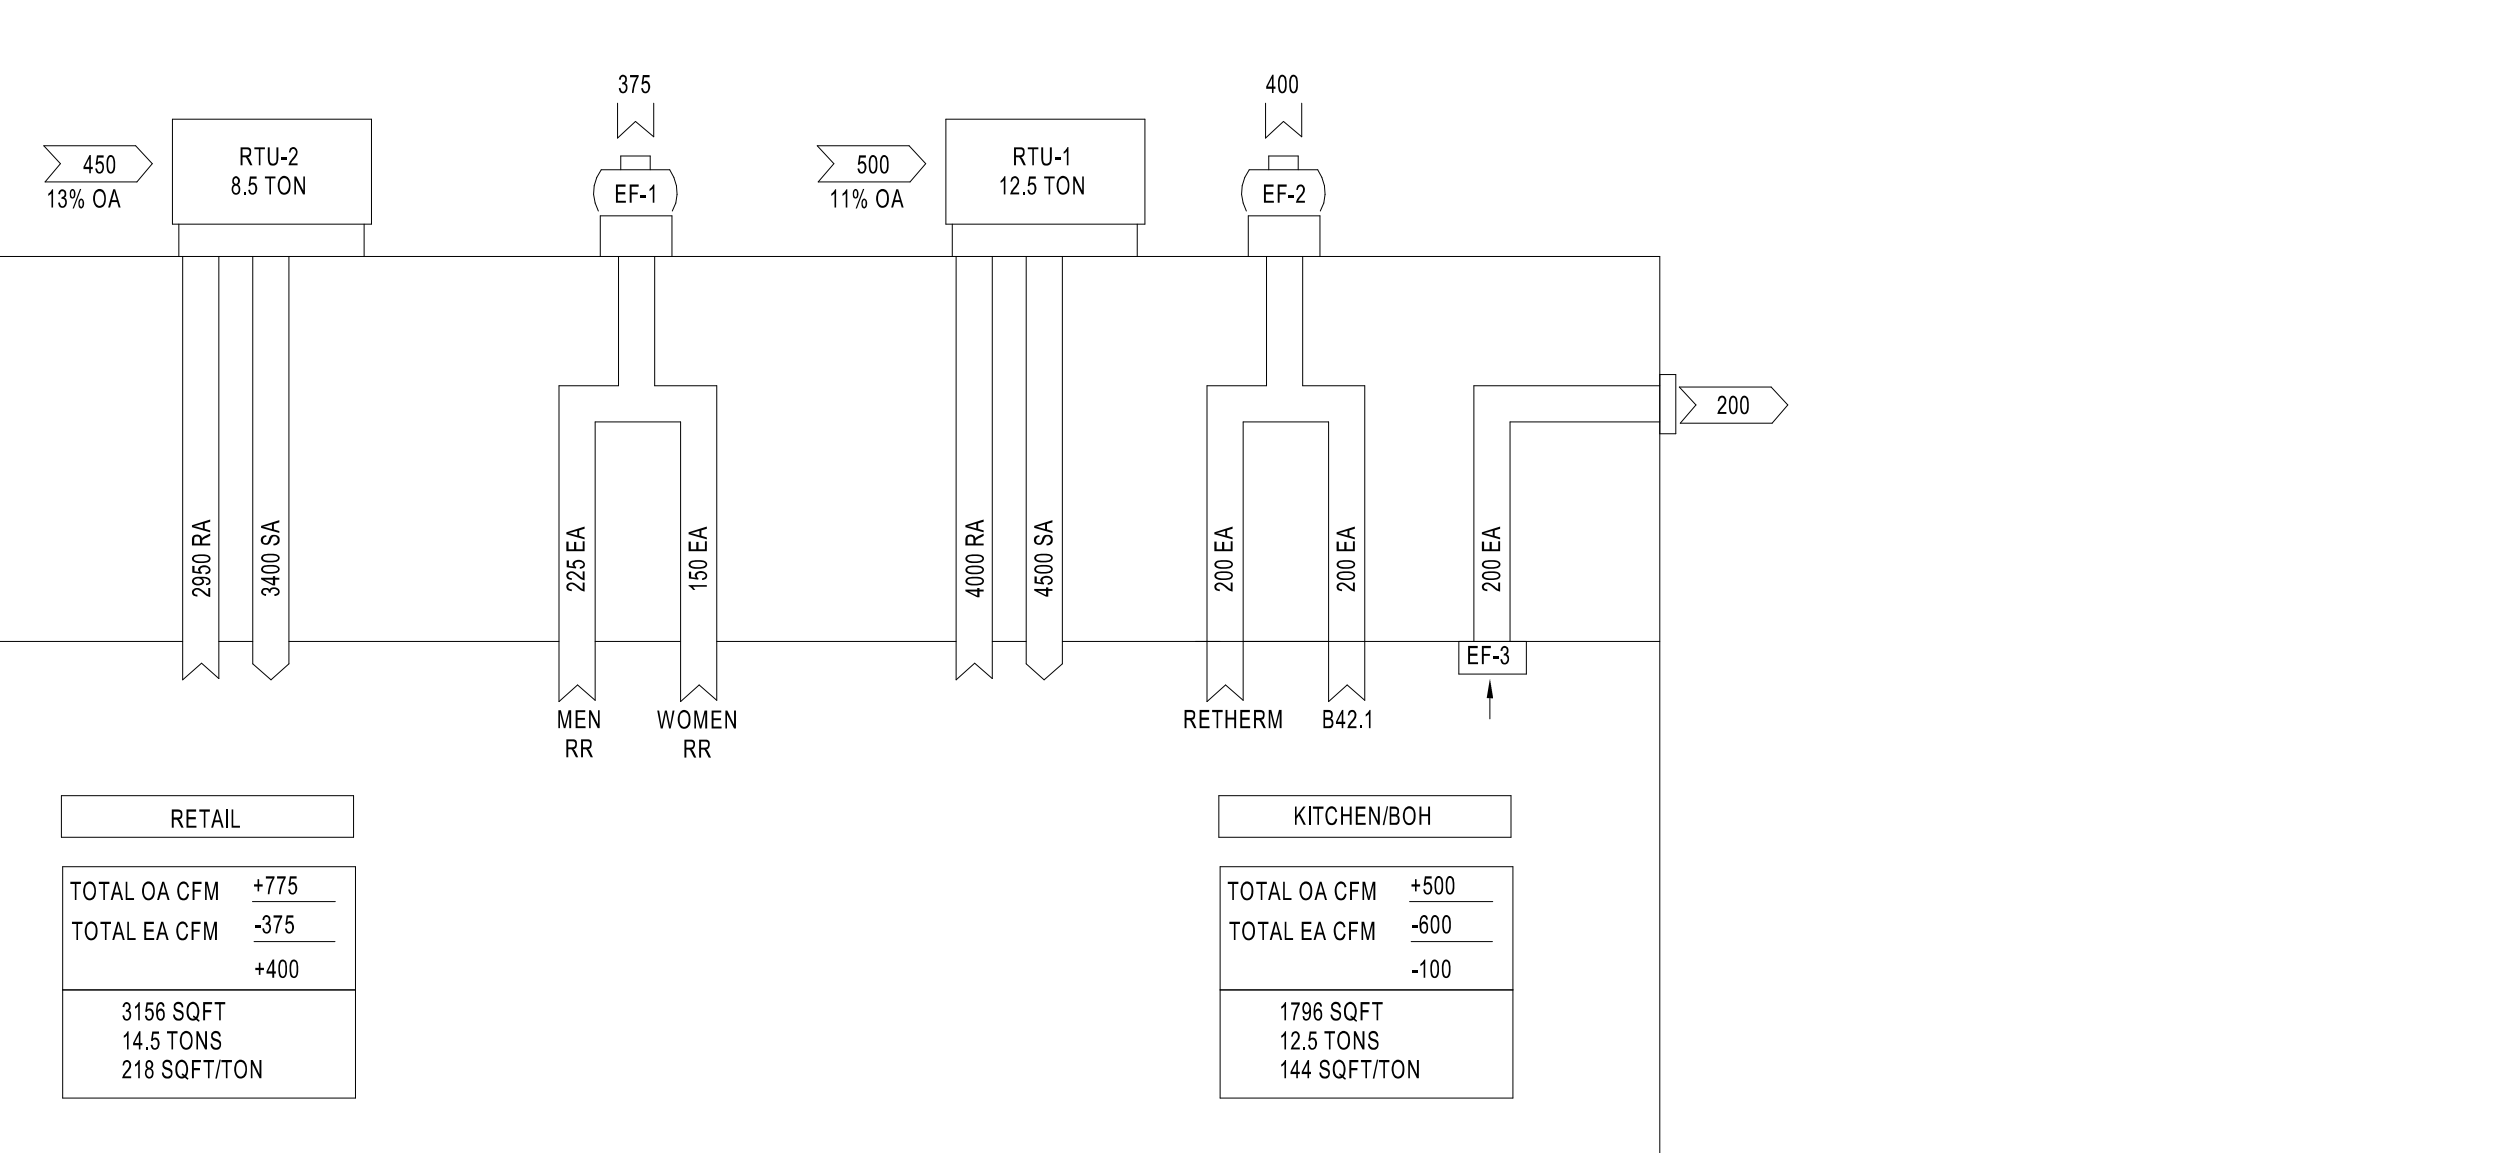 375
400
450
13% OA
RTU-2
8.5 TON
EF-1
500
11% OA
RTU-1
12.5 TON
EF-2
200
2950 RA
3400 SA
225 EA
150 EA
4000 RA
4500 SA
200 EA
200 EA
200 EA
EF-3
MEN
RR
WOMEN
RR
RETHERM
B42.1
RETAIL
TOTAL OA CFM +775
TOTAL EA CFM -375
+400
3156 SQFT
14.5 TONS
218 SQFT/TON
KITCHEN/BOH
TOTAL OA CFM +500
TOTAL EA CFM -600
-100
1796 SQFT
12.5 TONS
144 SQFT/TON